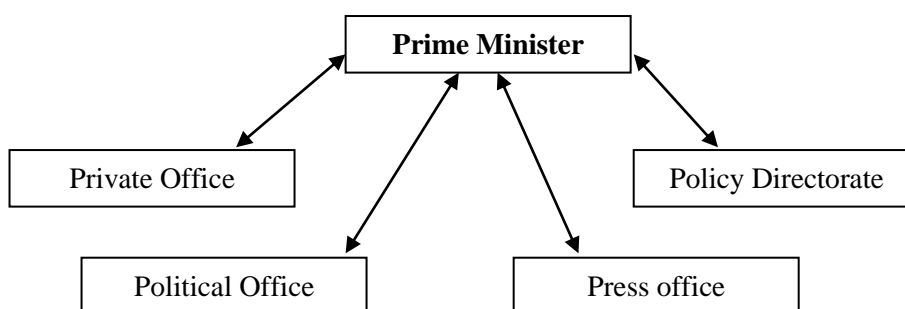 Prime Minister
Private Office
Policy Directorate
Political Office
Press office